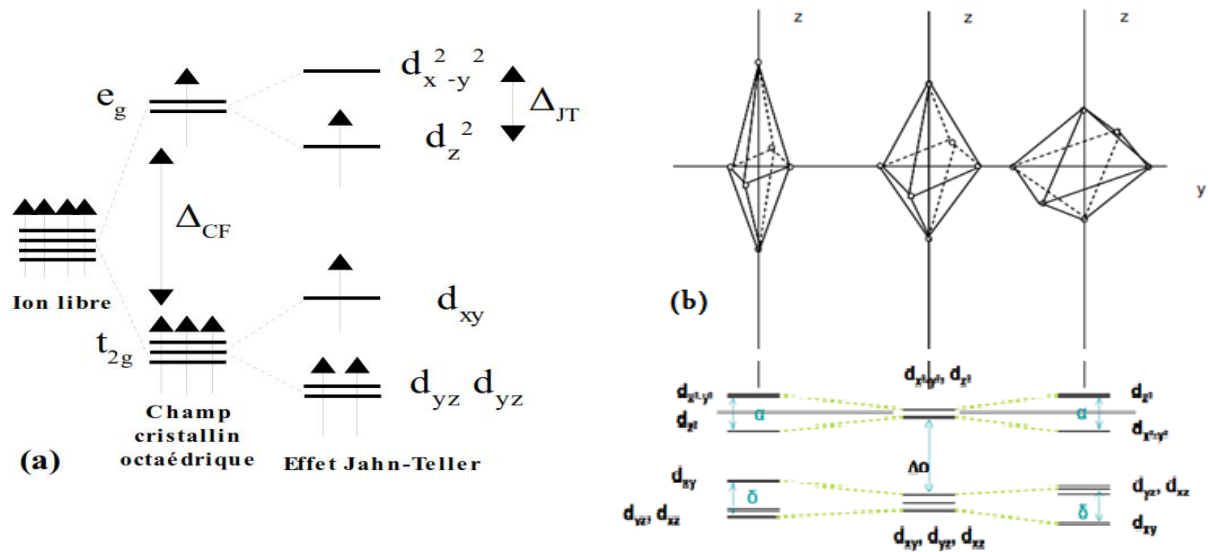 (a)
e_g
Δ_CF
Ion libre
t_2g
Champ
cristallin
octaédrique
d_x²-y²
d_z²
Δ_JT
d_xy
d_yz d_yz
Effet Jahn-Teller
z
z
z
y
(b)
d_x²-y², d_z²
d_x²-y²
α
d_z²
d_z²
α
d_x²-y²
Δo
d_xy
δ
d_yz, d_xz
d_yz, d_xz
δ
d_xy
d_xy, d_yz, d_xz